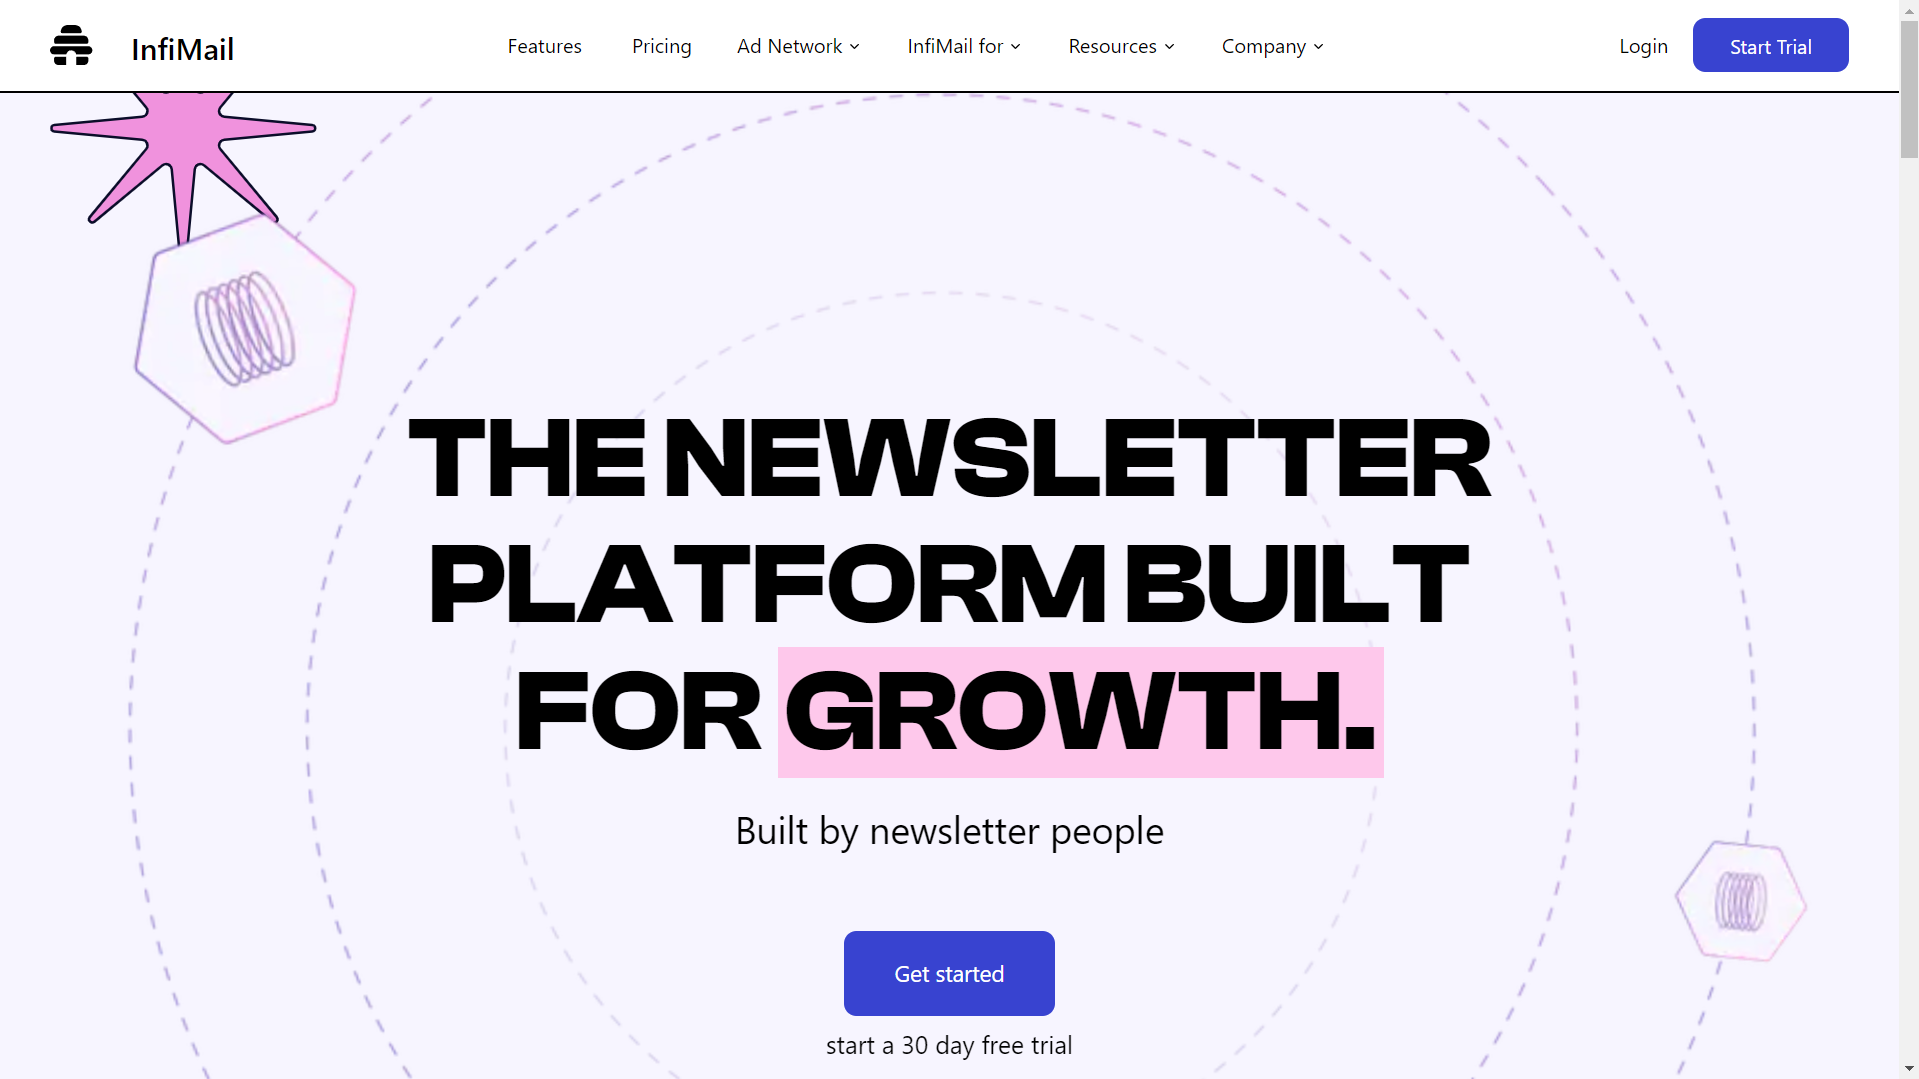 InfiMail
Features
Pricing
Ad Network
InfiMail for
Resources
Company
Login
Start Trial
THE NEWSLETTER
PLATFORM BUILT
FOR GROWTH.
Built by newsletter people
Get started
start a 30 day free trial